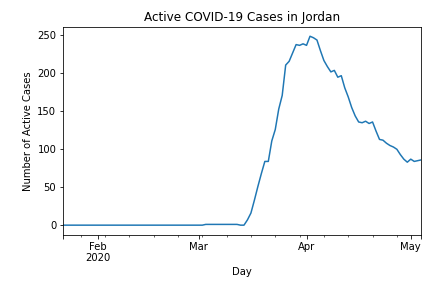 Active COVID-19 Cases in Jordan
Number of Active Cases
250
200
150
100
50
0
Feb
2020
Mar
Apr
May
Day